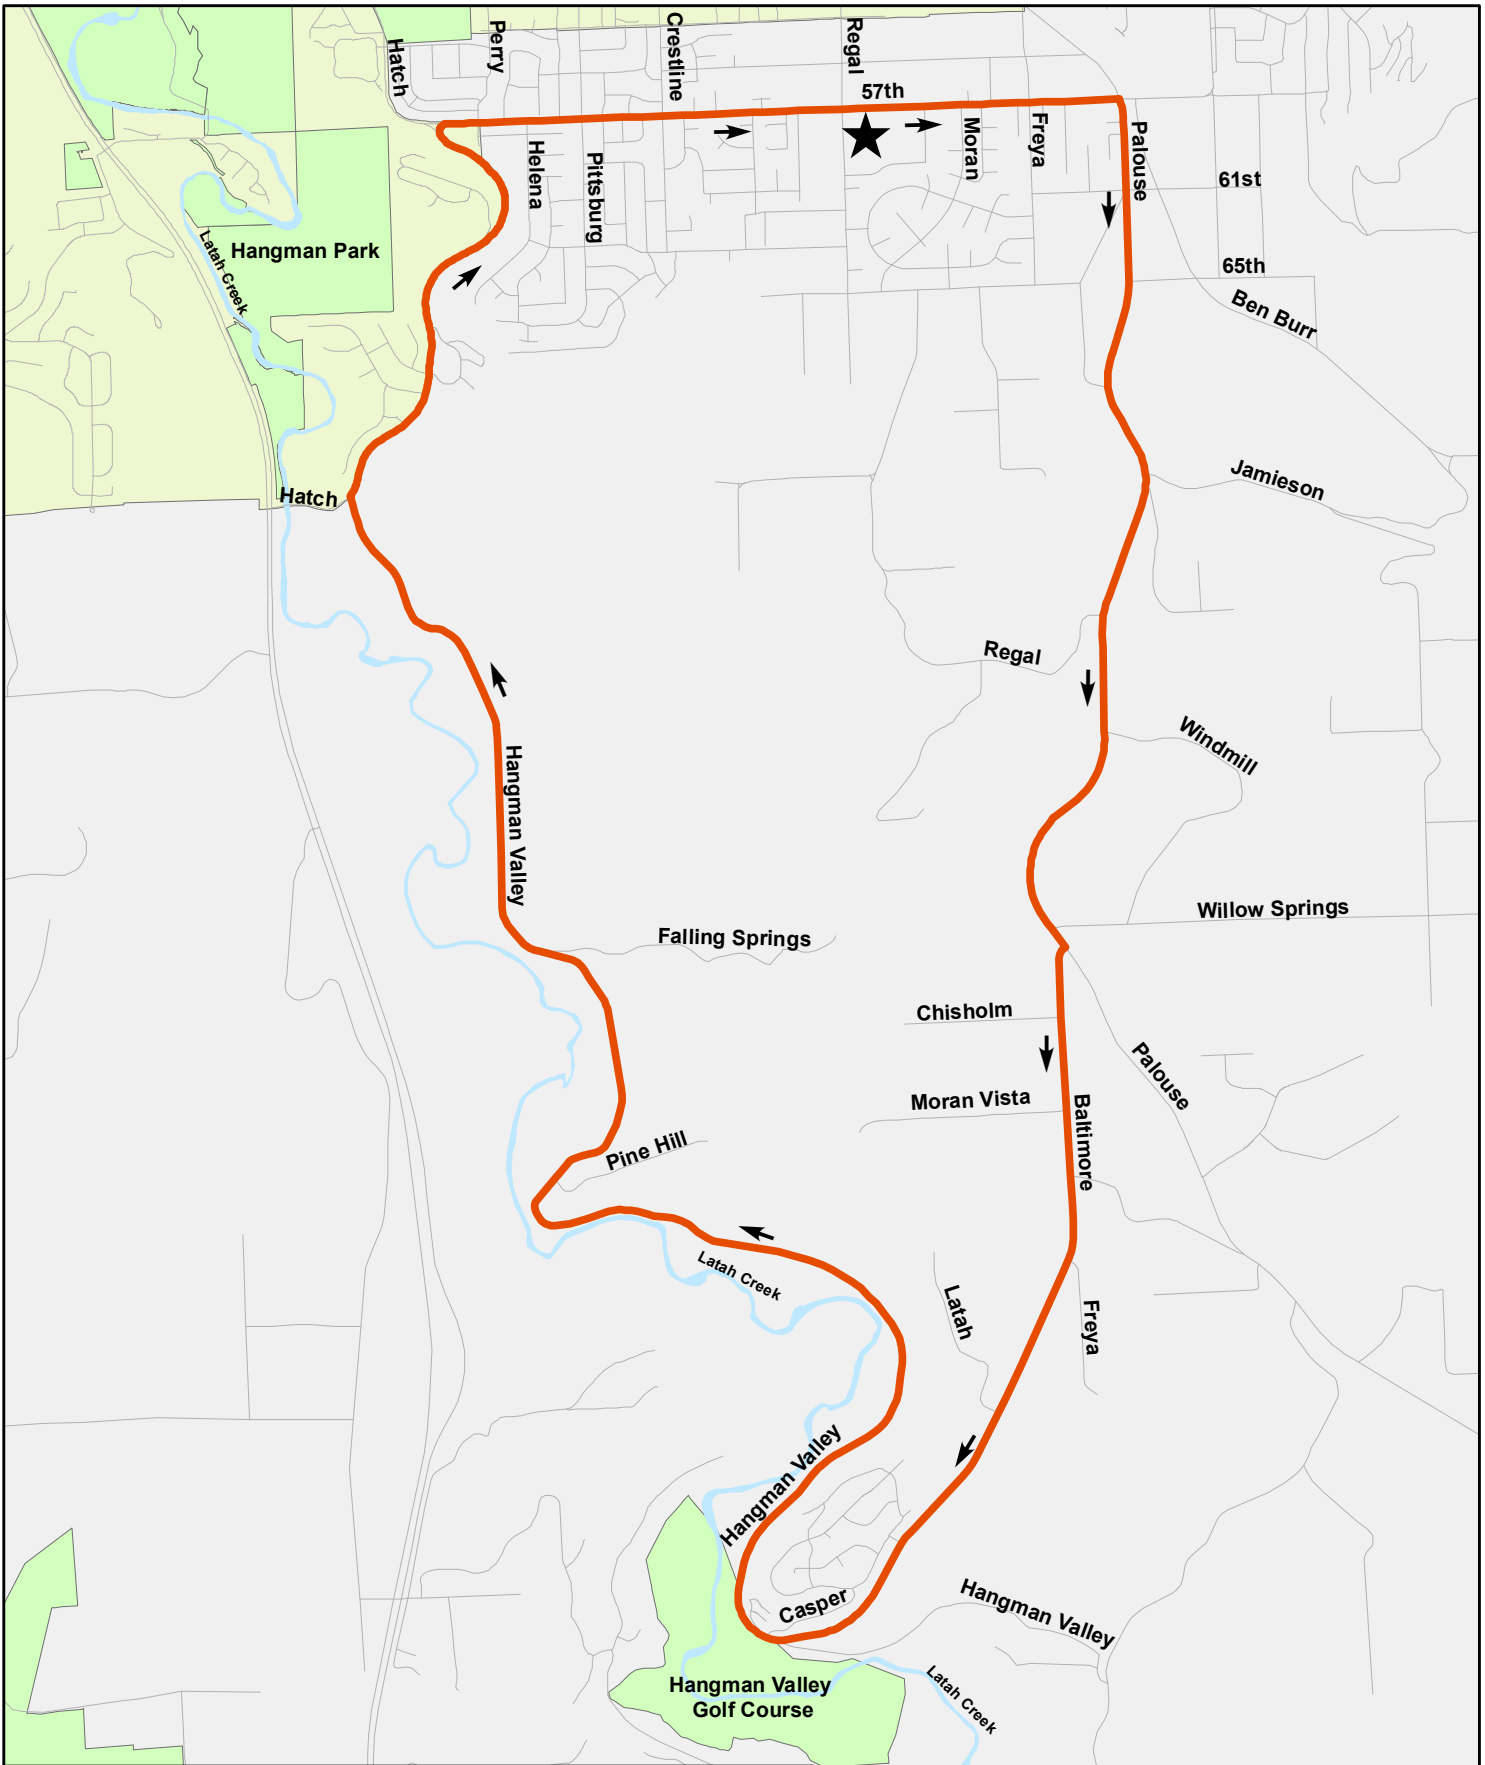 Hatch
Perry
Crestline
Regal
57th
Helena
Pittsburg
Moran
Freya
Palouse
61st
Hangman Park
Latah Creek
65th
Ben Burr
Jamieson
Hatch
Regal
Windmill
Hangman Valley
Willow Springs
Falling Springs
Chisholm
Palouse
Moran Vista
Baltimore
Pine Hill
Latah Creek
Latah
Freya
Hangman Valley
Casper
Hangman Valley
Hangman Valley
Golf Course
Latah Creek